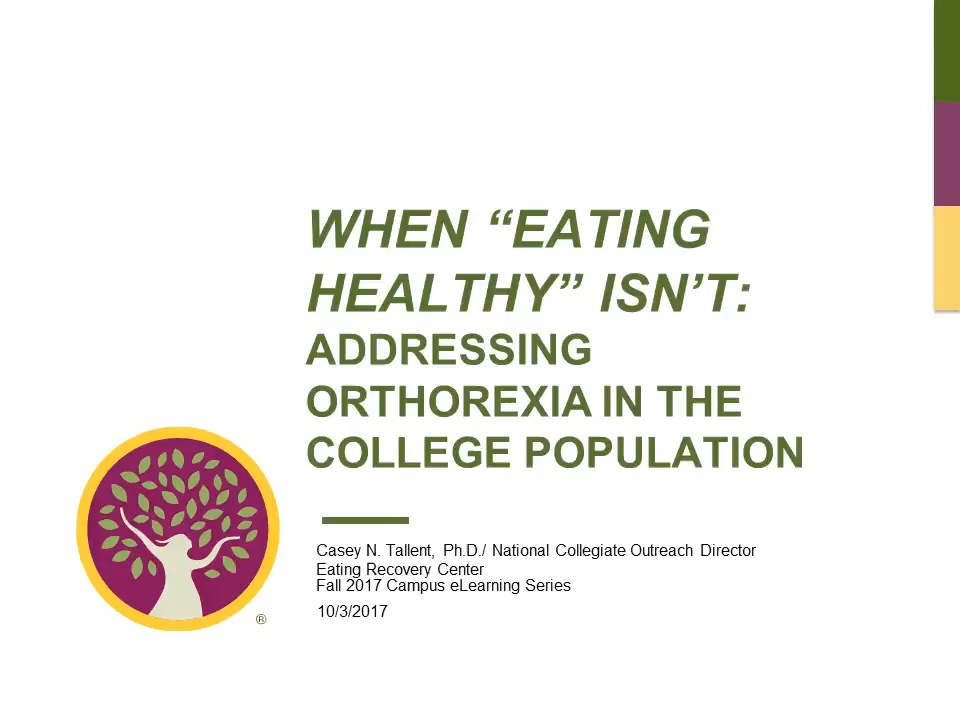 WHEN “EATING
HEALTHY” ISN’T:
ADDRESSING
ORTHOREXIA IN THE
COLLEGE POPULATION
Casey N. Tallent, Ph.D./ National Collegiate Outreach Director
Eating Recovery Center
Fall 2017 Campus eLearning Series
10/3/2017
®